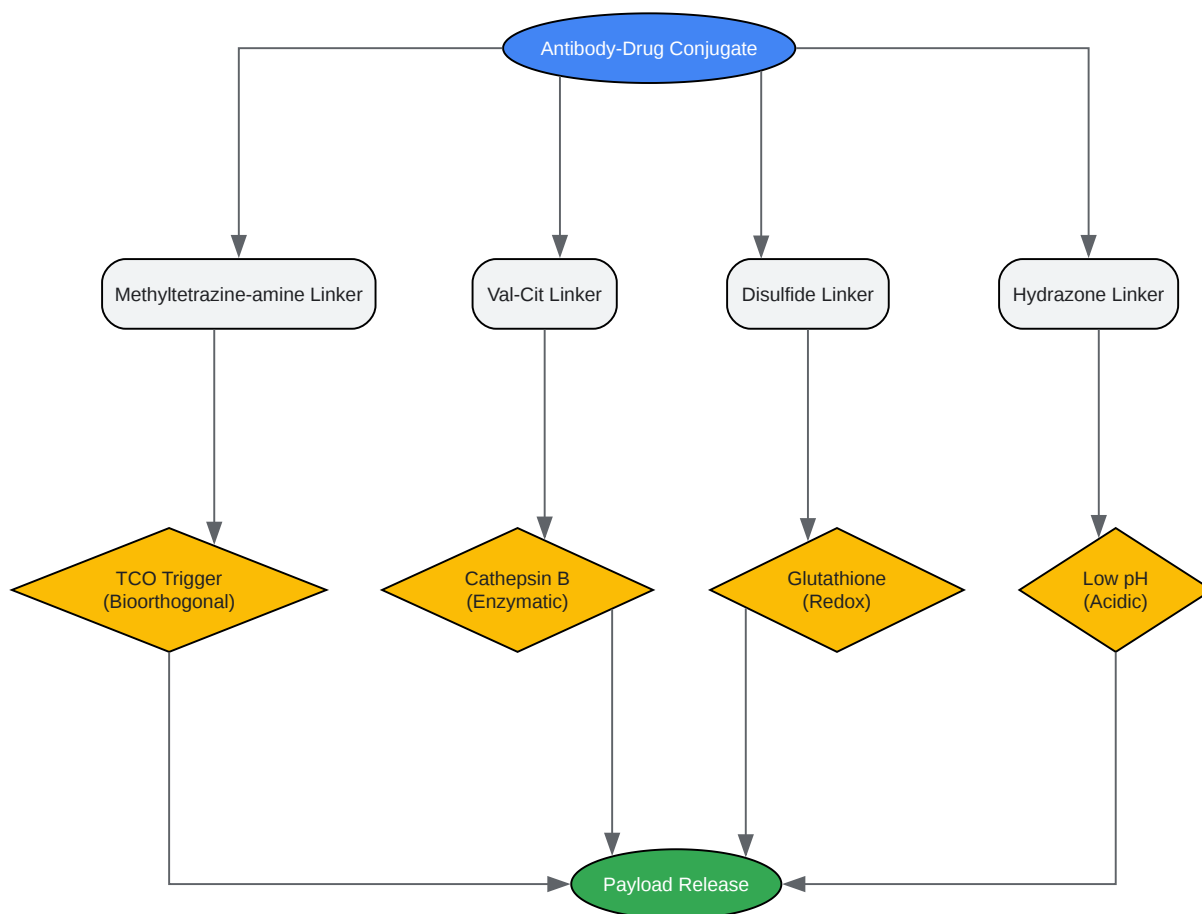 Antibody-Drug Conjugate
Methyltetrazine-amine Linker
Val-Cit Linker
Disulfide Linker
Hydrazone Linker
TCO Trigger
(Bioorthogonal)
Cathepsin B
(Enzymatic)
Glutathione
(Redox)
Low pH
(Acidic)
Payload Release